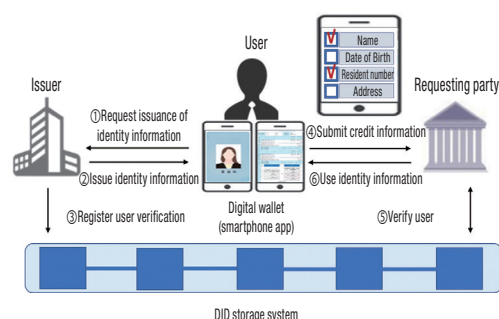 User
Name
Date of Birth
Resident number
Address
Issuer
Requesting party
①Request issuance of
identity information
④Submit credit information
②Issue identity information
⑥Use identity information
Digital wallet
(smartphone app)
③Register user verification
⑤Verify user
DID storage system